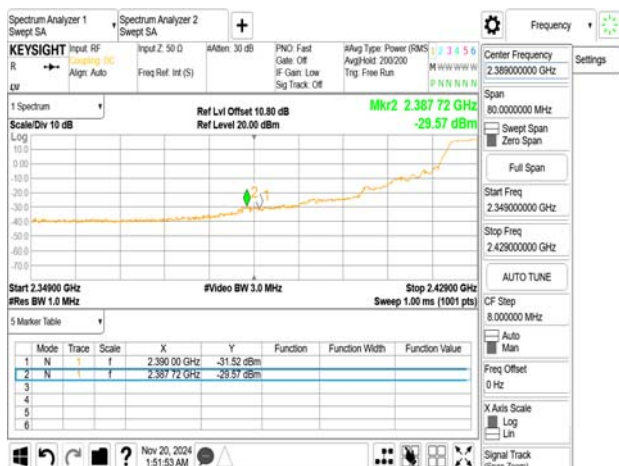 Spectrum Analyzer 1
Swept SA
Spectrum Analyzer 2
Swept SA
+
Frequency
KEYSIGHT
R
Input: RF
Coupling: DC
Align: Auto
Input Z: 50 Ω
Freq Ref: Int (S)
#Atten: 30 dB
PNO: Fast
Gate: Off
IF Gain: Low
Sig Track: Off
#Avg Type: Power (RMS
Avg|Hold: 200/200
Trig: Free Run
1 2 3 4 5 6
M W W W W W
P N N N N N
1 Spectrum
Scale/Div 10 dB
Ref Lvl Offset 10.80 dB
Ref Level 20.00 dBm
Mkr2 2.387 72 GHz
-29.57 dBm
Log
10.0
0.00
-10.0
-20.0
-30.0
-40.0
-50.0
-60.0
-70.0
2
1
Start 2.34900 GHz
#Res BW 1.0 MHz
#Video BW 3.0 MHz
Stop 2.42900 GHz
Sweep 1.00 ms (1001 pts)
5 Marker Table
Mode Trace Scale X Y Function Function Width Function Value
1 N 1 f 2.390 00 GHz -31.52 dBm
2 N 1 f 2.387 72 GHz -29.57 dBm
3
4
5
6
Nov 20, 2024
1:51:53 AM
Center Frequency
2.389000000 GHz
Settings
Span
80.0000000 MHz
Swept Span
Zero Span
Full Span
Start Freq
2.349000000 GHz
Stop Freq
2.429000000 GHz
AUTO TUNE
CF Step
8.000000 MHz
Auto
Man
Freq Offset
0 Hz
X Axis Scale
Log
Lin
Signal Track